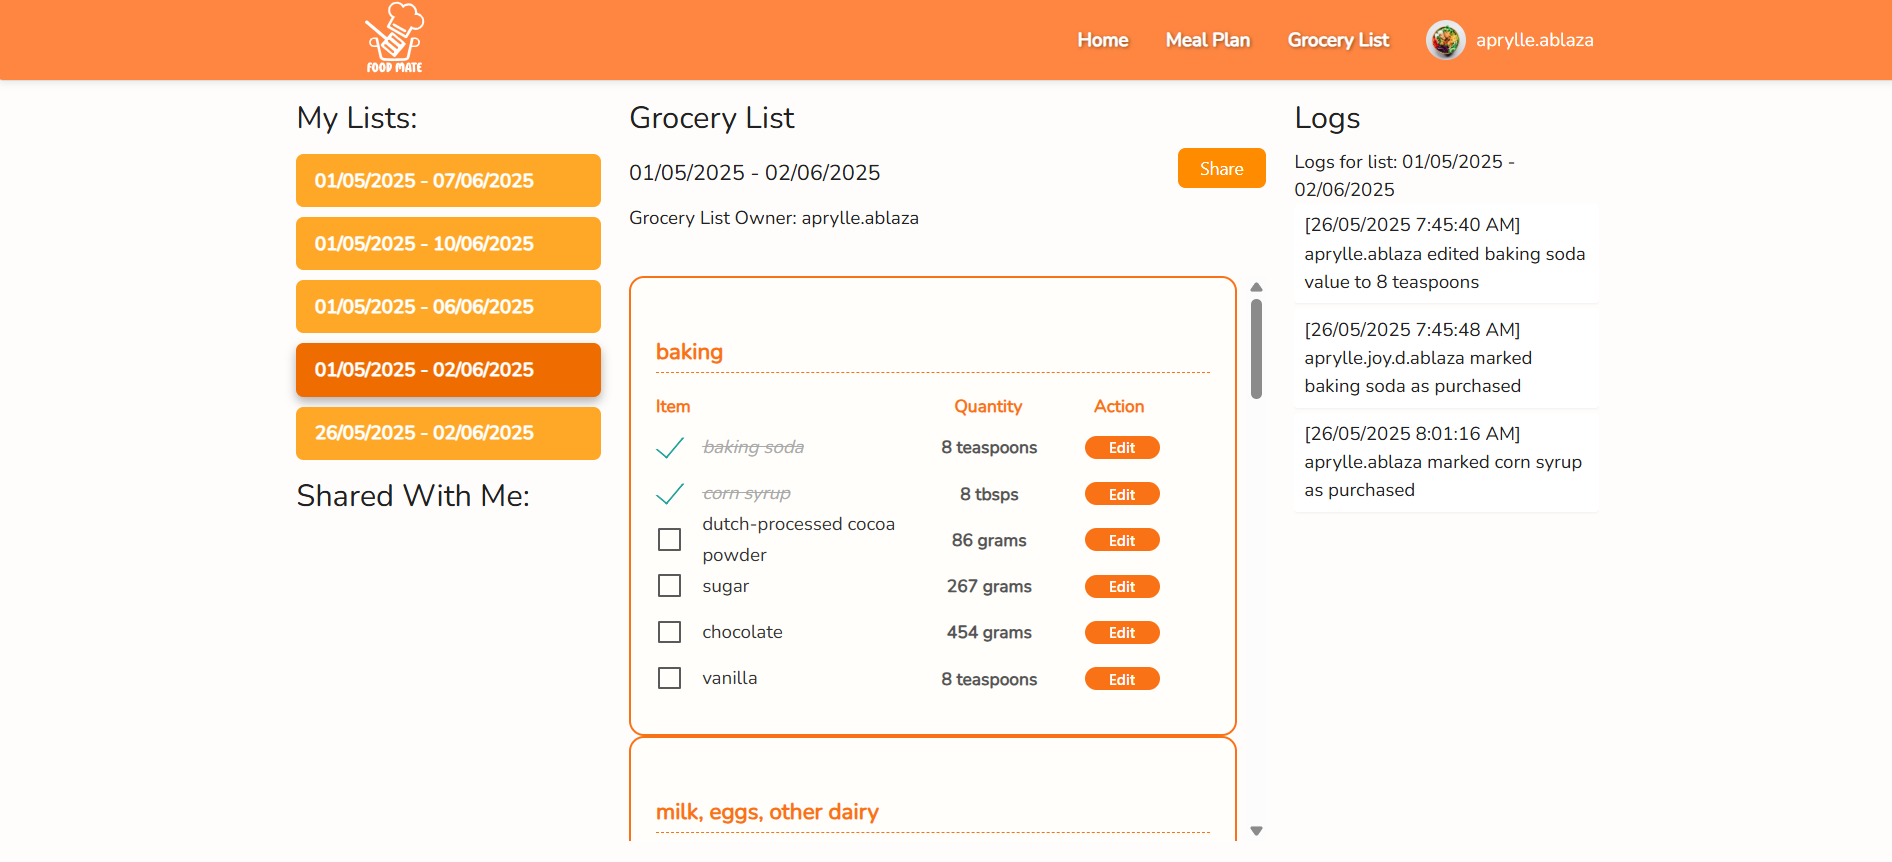 FOOD MATE
Home Meal Plan Grocery List aprylle.ablaza
My Lists:
01/05/2025 - 07/06/2025
01/05/2025 - 10/06/2025
01/05/2025 - 06/06/2025
01/05/2025 - 02/06/2025
26/05/2025 - 02/06/2025
Shared With Me:
Grocery List
01/05/2025 - 02/06/2025
Share
Grocery List Owner: aprylle.ablaza
baking
Item Quantity Action
baking soda 8 teaspoons Edit
corn syrup 8 tbsps Edit
dutch-processed cocoa
powder 86 grams Edit
sugar 267 grams Edit
chocolate 454 grams Edit
vanilla 8 teaspoons Edit
milk, eggs, other dairy
Logs
Logs for list: 01/05/2025 -
02/06/2025
[26/05/2025 7:45:40 AM]
aprylle.ablaza edited baking soda
value to 8 teaspoons
[26/05/2025 7:45:48 AM]
aprylle.joy.d.ablaza marked
baking soda as purchased
[26/05/2025 8:01:16 AM]
aprylle.ablaza marked corn syrup
as purchased